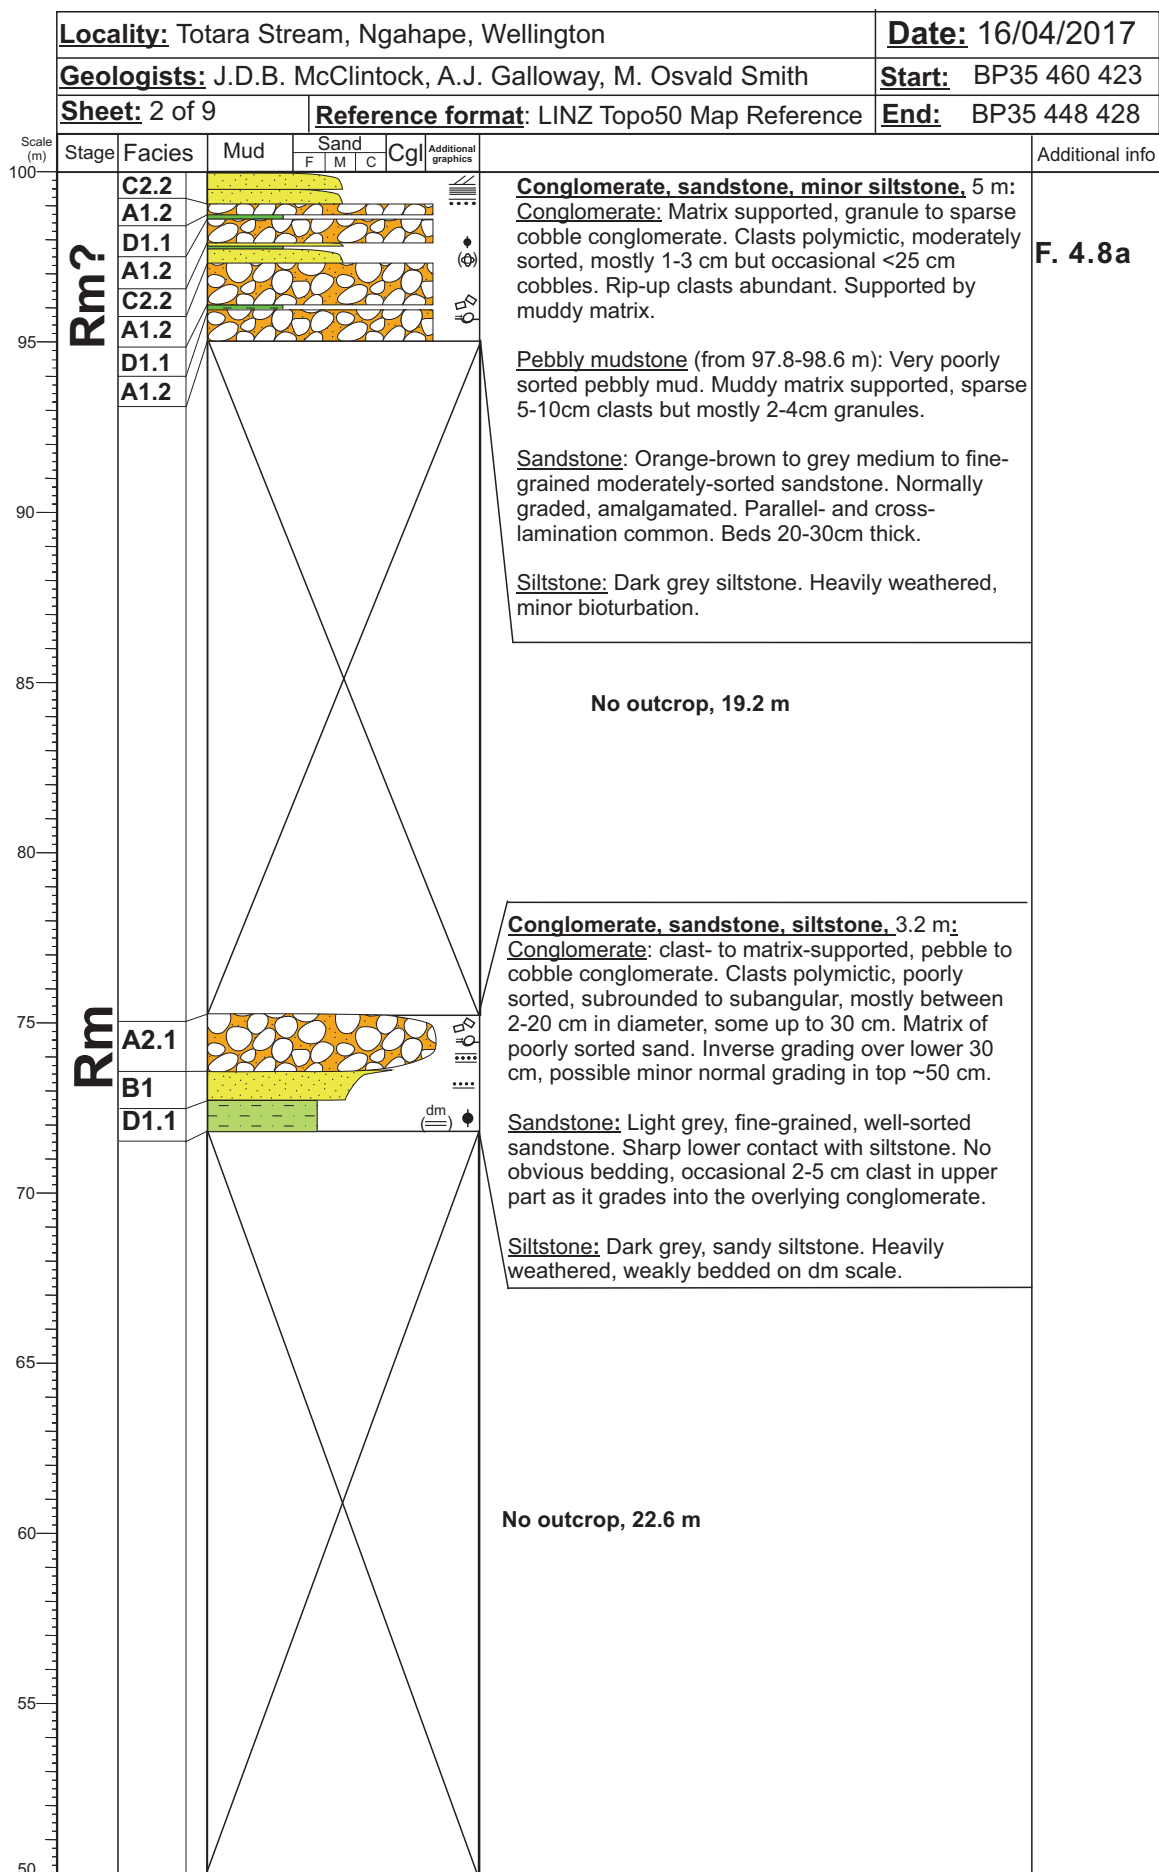 Locality: Totara Stream, Ngahape, Wellington
Date: 16/04/2017
Geologists: J.D.B. McClintock, A.J. Galloway, M. Osvald Smith
Start: BP35 460 423
Sheet: 2 of 9
Reference format: LINZ Topo50 Map Reference
End: BP35 448 428
Scale
(m)
Stage
Facies
Mud
Sand
F M C
Cgl
Additional
graphics
Additional info
100
95
90
85
80
75
70
65
60
55
50
Rm?
C2.2
A1.2
D1.1
A1.2
C2.2
A1.2
D1.1
A1.2
Conglomerate, sandstone, minor siltstone, 5 m:
Conglomerate: Matrix supported, granule to sparse
cobble conglomerate. Clasts polymictic, moderately
sorted, mostly 1-3 cm but occasional <25 cm
cobbles. Rip-up clasts abundant. Supported by
muddy matrix.
Pebbly mudstone (from 97.8-98.6 m): Very poorly
sorted pebbly mud. Muddy matrix supported, sparse
5-10cm clasts but mostly 2-4cm granules.
Sandstone: Orange-brown to grey medium to fine-
grained moderately-sorted sandstone. Normally
graded, amalgamated. Parallel- and cross-
lamination common. Beds 20-30cm thick.
Siltstone: Dark grey siltstone. Heavily weathered,
minor bioturbation.
F. 4.8a
No outcrop, 19.2 m
Rm
A2.1
B1
D1.1
dm
Conglomerate, sandstone, siltstone, 3.2 m:
Conglomerate: clast- to matrix-supported, pebble to
cobble conglomerate. Clasts polymictic, poorly
sorted, subrounded to subangular, mostly between
2-20 cm in diameter, some up to 30 cm. Matrix of
poorly sorted sand. Inverse grading over lower 30
cm, possible minor normal grading in top ~50 cm.
Sandstone: Light grey, fine-grained, well-sorted
sandstone. Sharp lower contact with siltstone. No
obvious bedding, occasional 2-5 cm clast in upper
part as it grades into the overlying conglomerate.
Siltstone: Dark grey, sandy siltstone. Heavily
weathered, weakly bedded on dm scale.
No outcrop, 22.6 m